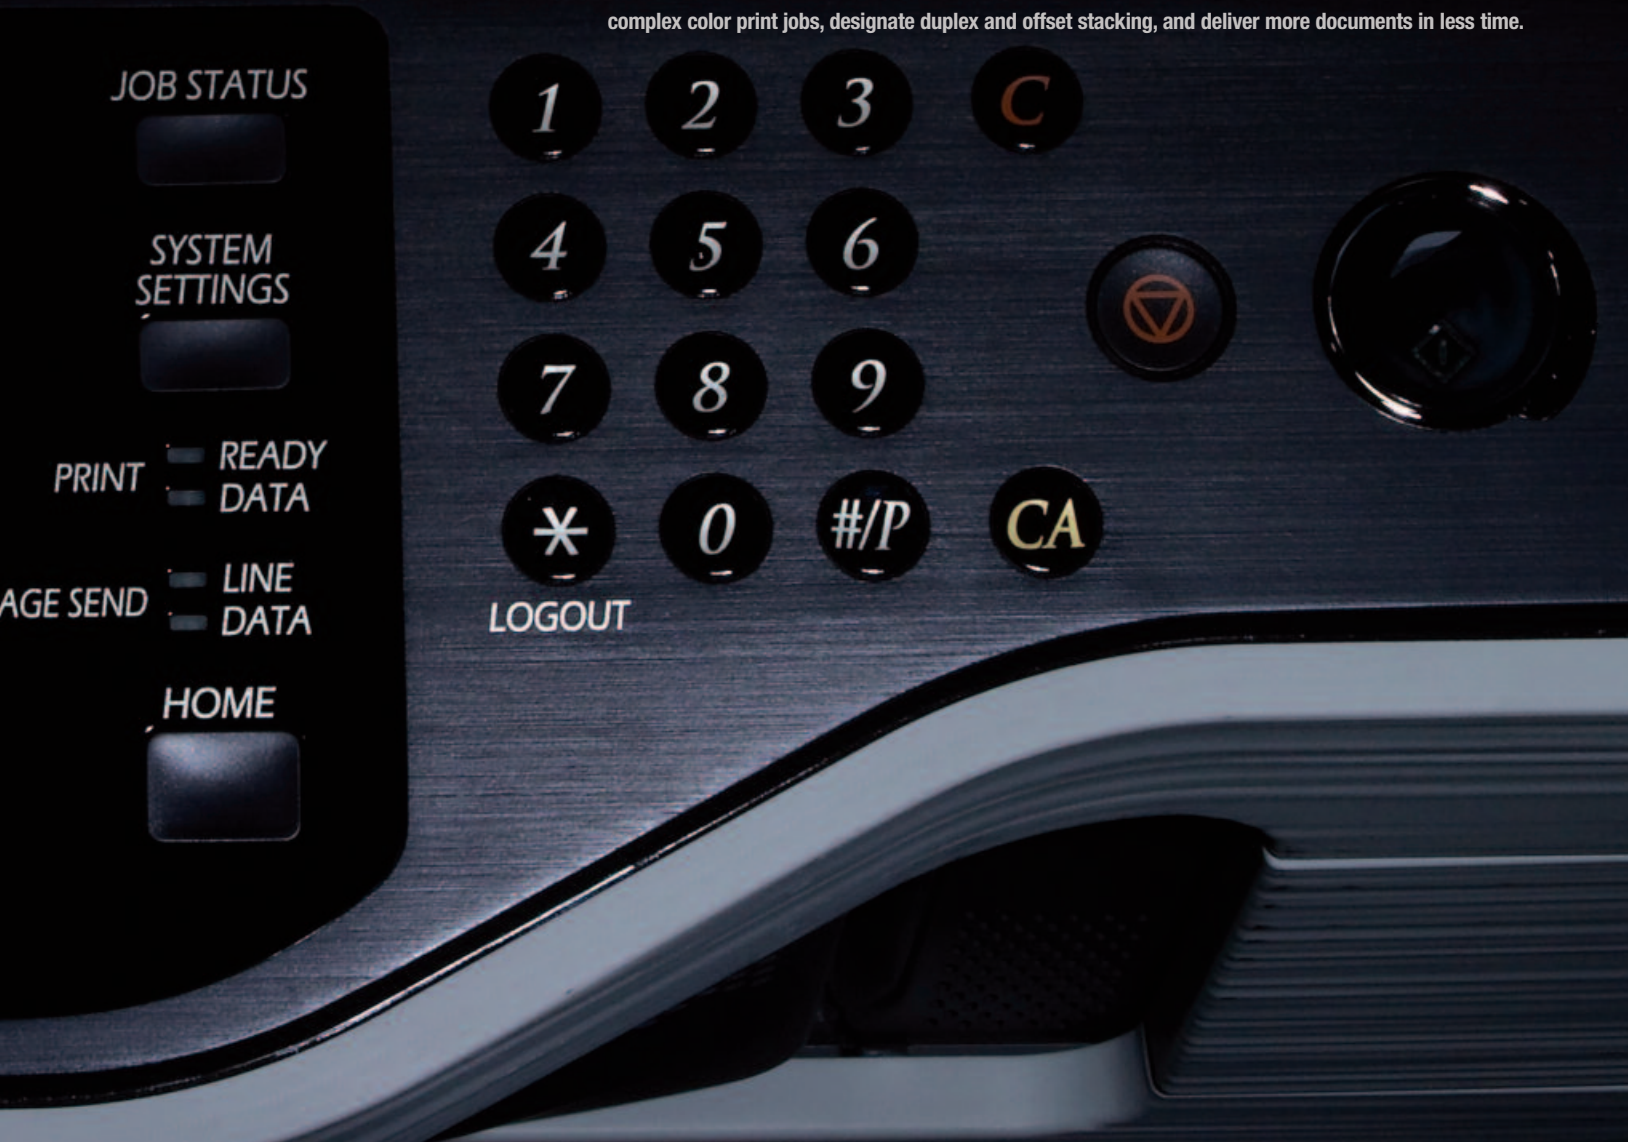 complex color print jobs, designate duplex and offset stacking, and deliver more documents in less time.
JOB STATUS
SYSTEM
SETTINGS
PRINT
READY
DATA
AGE SEND
LINE
DATA
HOME
1 2 3 C
4 5 6
7 8 9
* 0 #/P CA
LOGOUT